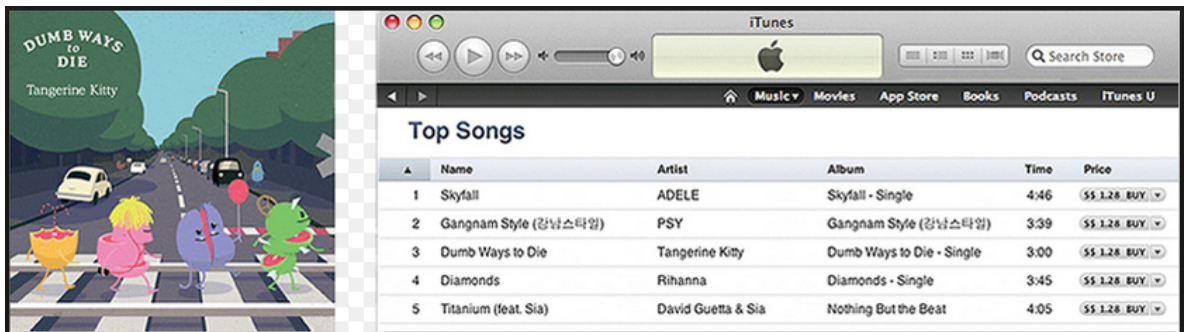 DUMB WAYS
to
DIE
Tangerine Kitty
iTunes
Search Store
Music Movies App Store Books Podcasts iTunes U
Top Songs
Name Artist Album Time Price
1 Skyfall ADELE Skyfall - Single 4:46 S$ 1.28 BUY
2 Gangnam Style (강남스타일) PSY Gangnam Style (강남스타일) 3:39 S$ 1.28 BUY
3 Dumb Ways to Die Tangerine Kitty Dumb Ways to Die - Single 3:00 S$ 1.28 BUY
4 Diamonds Rihanna Diamonds - Single 3:45 S$ 1.28 BUY
5 Titanium (feat. Sia) David Guetta & Sia Nothing But the Beat 4:05 S$ 1.28 BUY